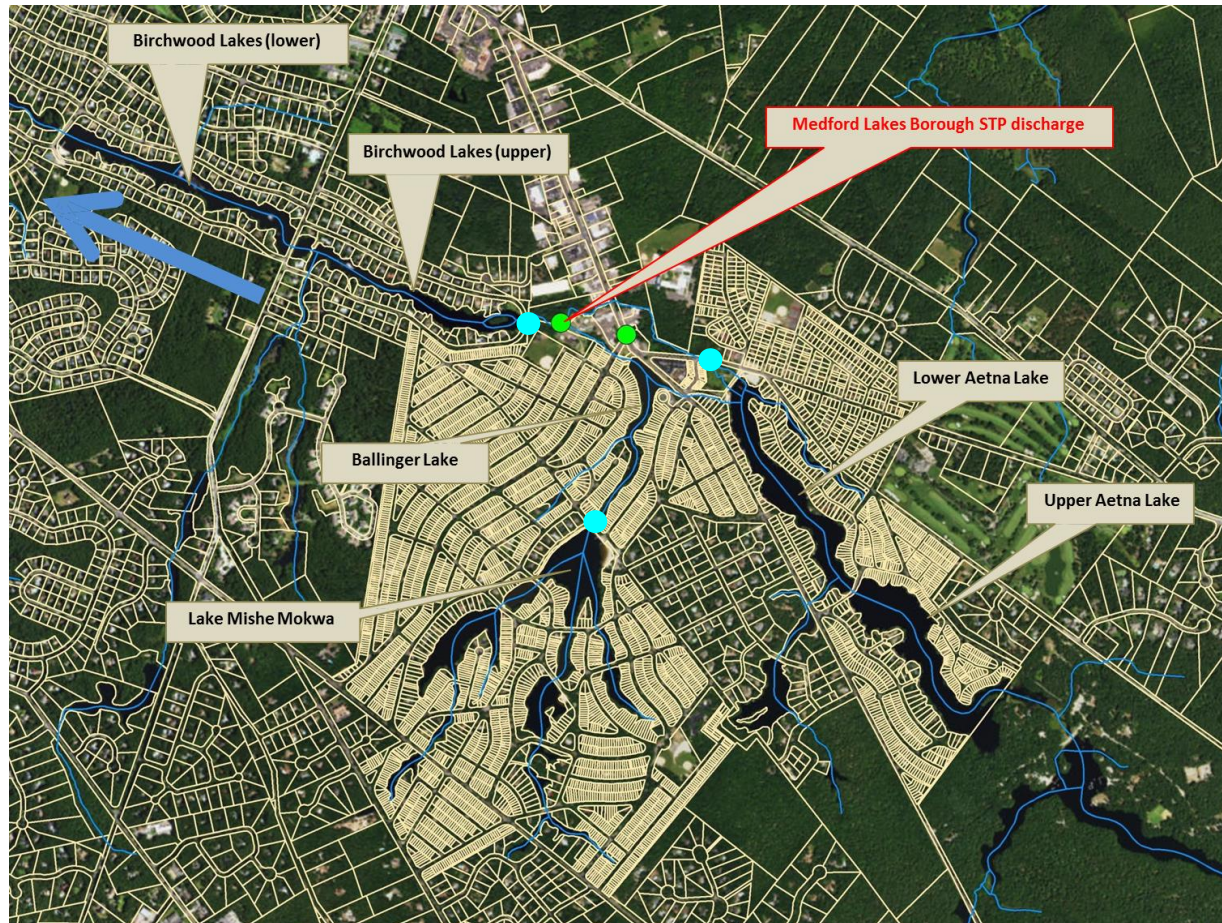 Birchwood Lakes (lower)
Medford Lakes Borough STP discharge
Birchwood Lakes (upper)
Lower Aetna Lake
Ballinger Lake
Upper Aetna Lake
Lake Mishe Mokwa